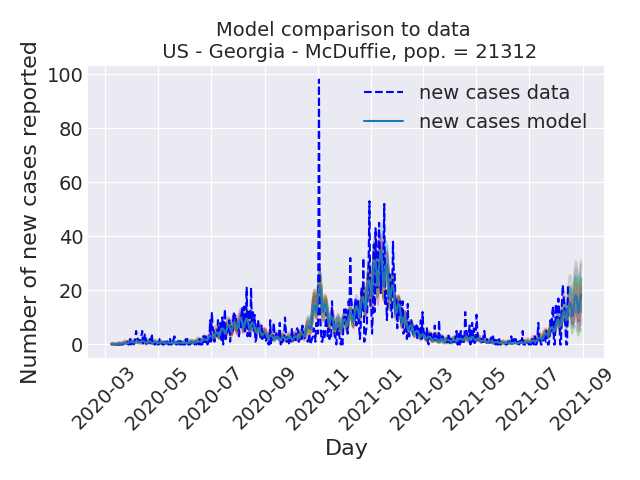 Model comparison to data
US - Georgia - McDuffie, pop. = 21312
Number of new cases reported
100
80
60
40
20
0
new cases data
new cases model
2020-03
2020-05
2020-07
2020-09
2020-11
2021-01
2021-03
2021-05
2021-07
2021-09
Day